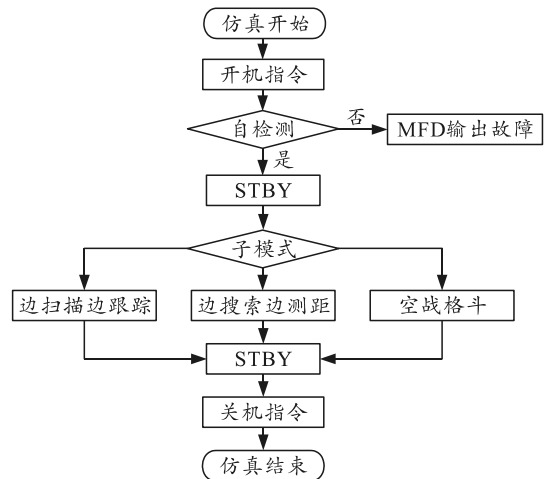 仿真开始
开机指令
自检测
否
MFD输出故障
是
STBY
子模式
边扫描边跟踪
边搜索边测距
空战格斗
STBY
关机指令
仿真结束